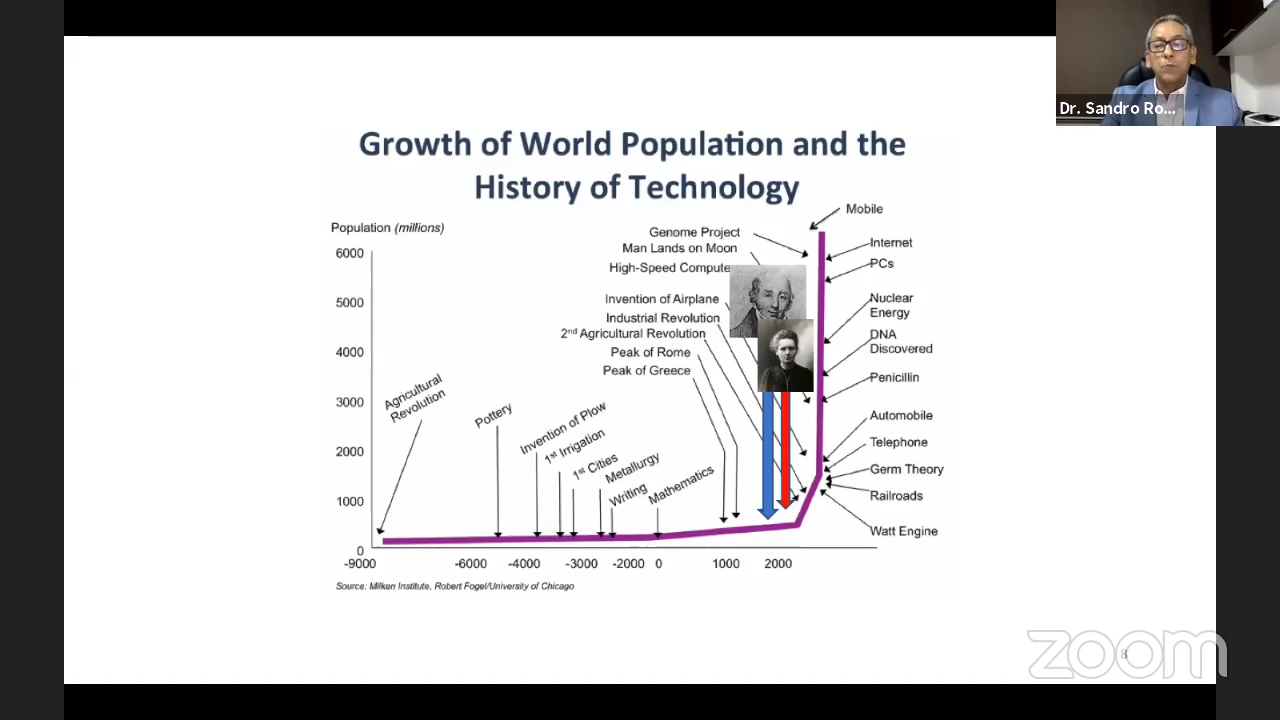 Dr. Sandro Ro...
Growth of World Population and the
History of Technology
Population (millions)
6000
5000
4000
3000
2000
1000
0
Mobile
Genome Project
Man Lands on Moon
High-Speed Compute
Invention of Airplane
Industrial Revolution
2nd Agricultural Revolution
Peak of Rome
Peak of Greece
Internet
PCs
Nuclear
Energy
DNA
Discovered
Penicillin
Automobile
Telephone
Germ Theory
Railroads
Watt Engine
Agricultural
Revolution
Pottery
Invention of Plow
1st Irrigation
1st Cities
Metallurgy
Writing
Mathematics
-9000 -6000 -4000 -3000 -2000 0 1000 2000
Source: Milken Institute, Robert Fogel/University of Chicago
8
zoom